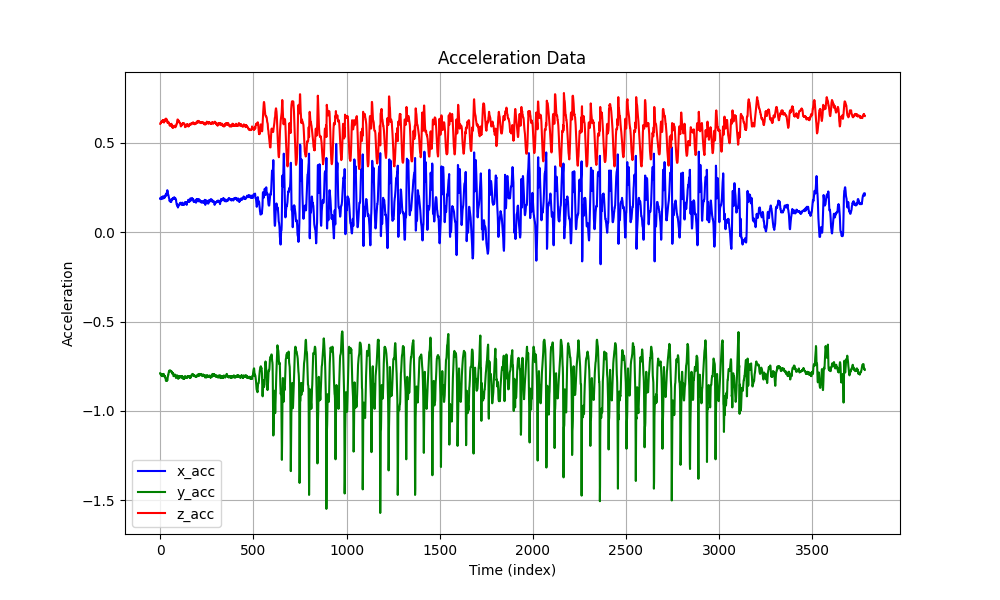 Acceleration Data
Acceleration
0.5
0.0
−0.5
−1.0
−1.5
x_acc
y_acc
z_acc
0 500 1000 1500 2000 2500 3000 3500
Time (index)